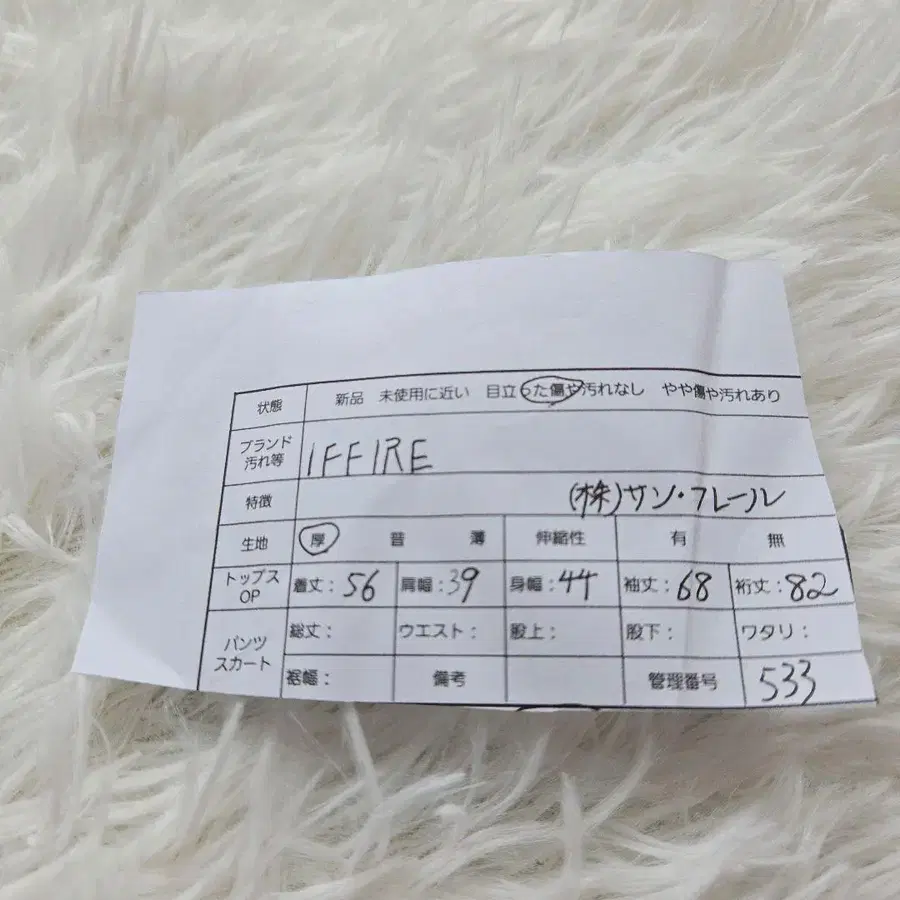 状態 新品 未使用に近い 目立った傷や汚れなし やや傷や汚れあり
ブランド
汚れ等 IFFIRE
特徴 (株)サン・フレール
生地 厚 普 薄 伸縮性 有 無
トップス
OP 着丈：56 肩幅：39 身幅：44 袖丈：68 裄丈：82
パンツ
スカート 総丈： ウエスト： 股上： 股下： ワタリ：
裾幅： 備考 管理番号 533